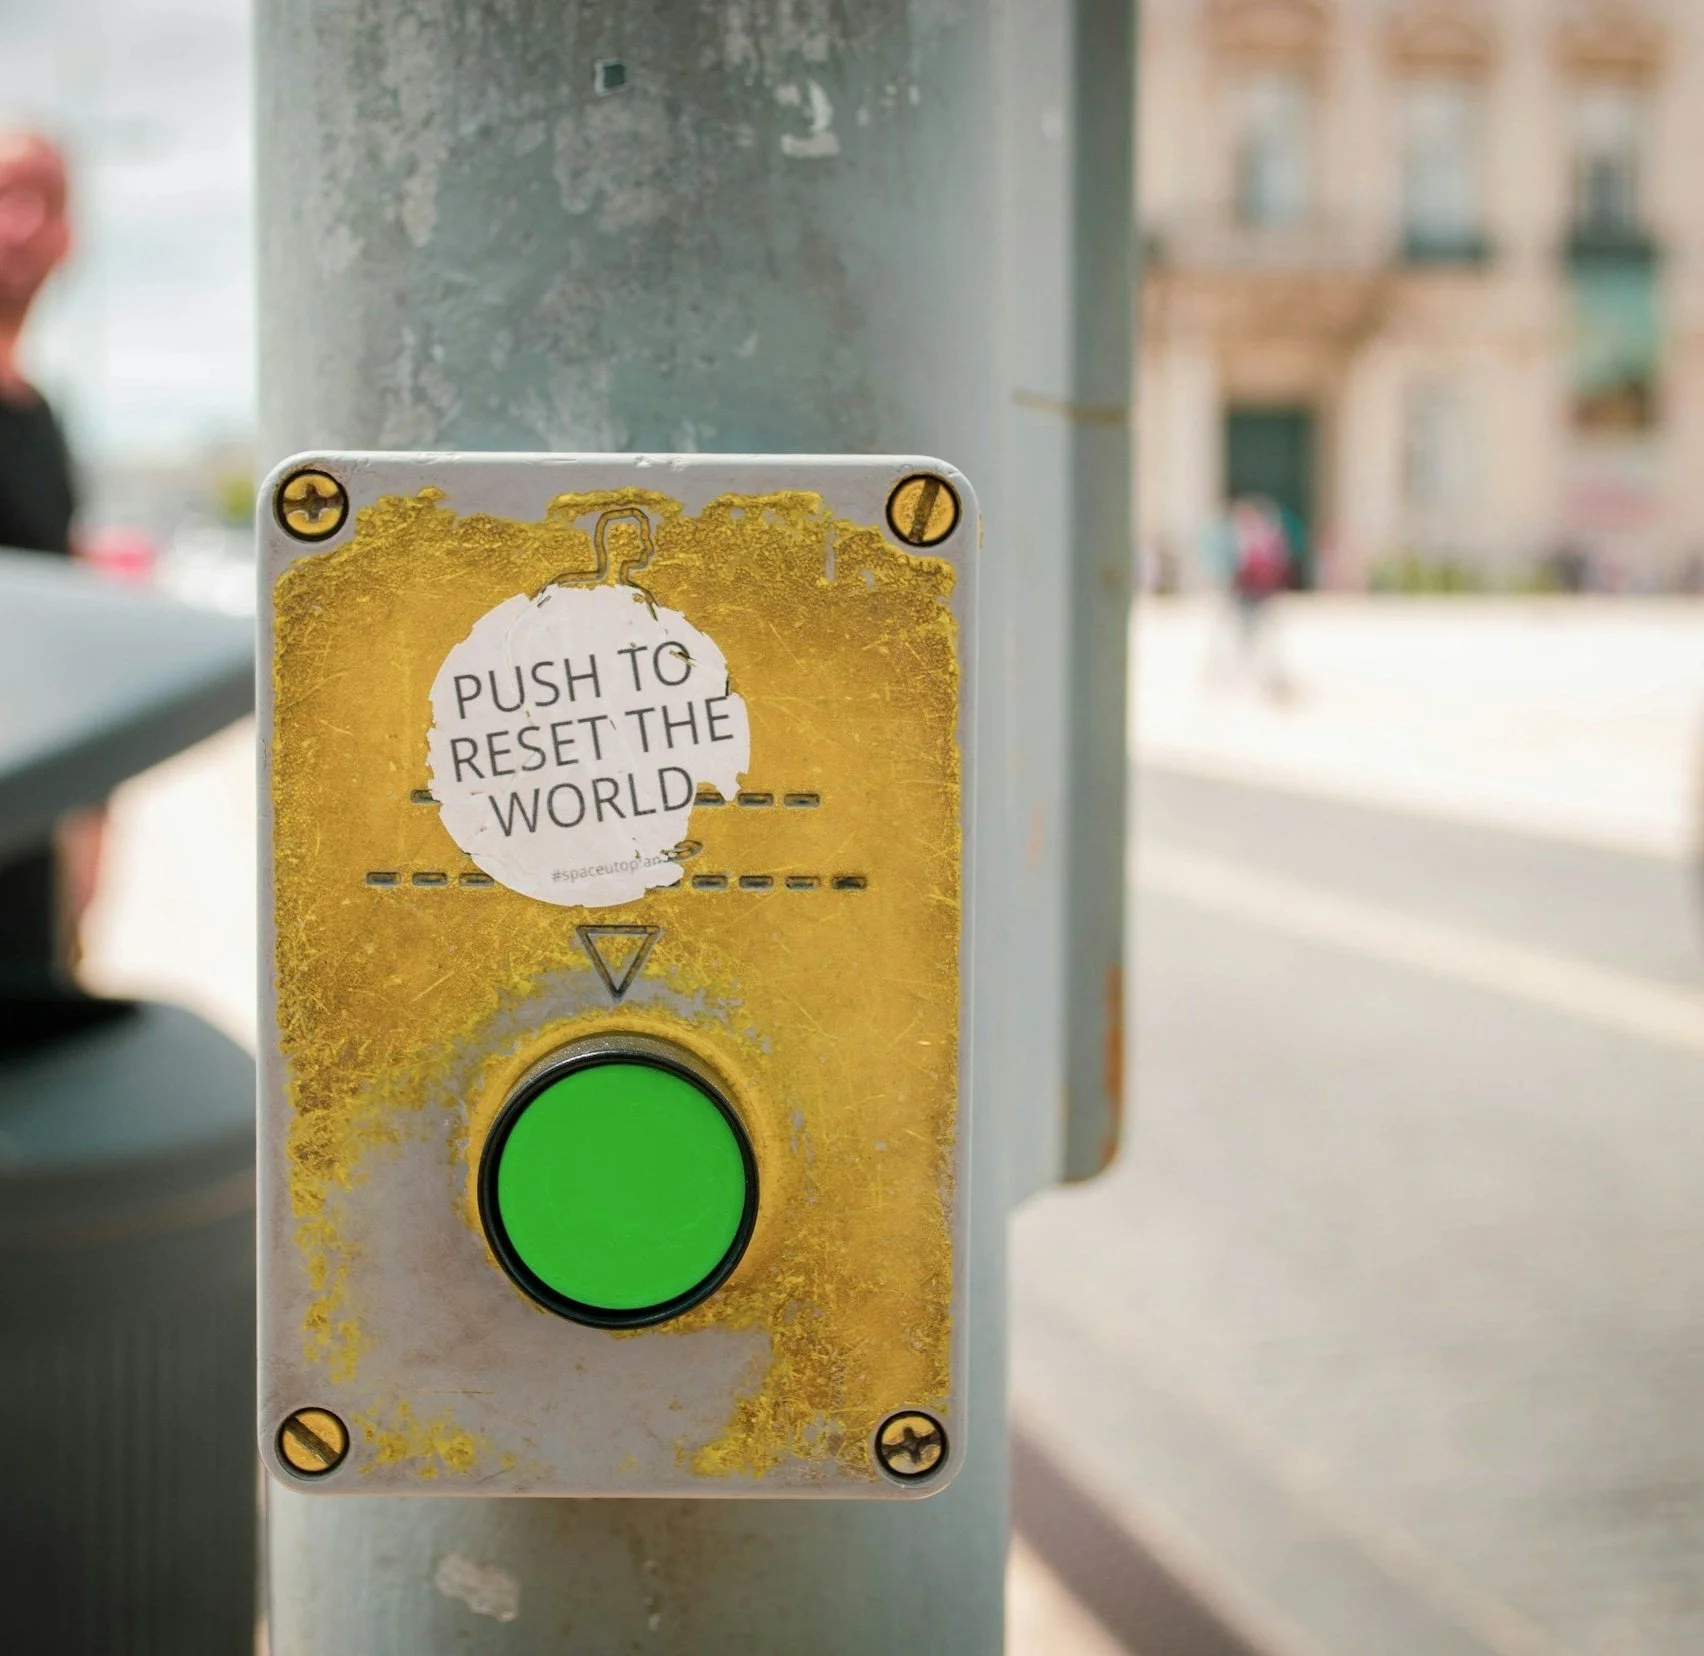 PUSH TO
RESET THE
WORLD